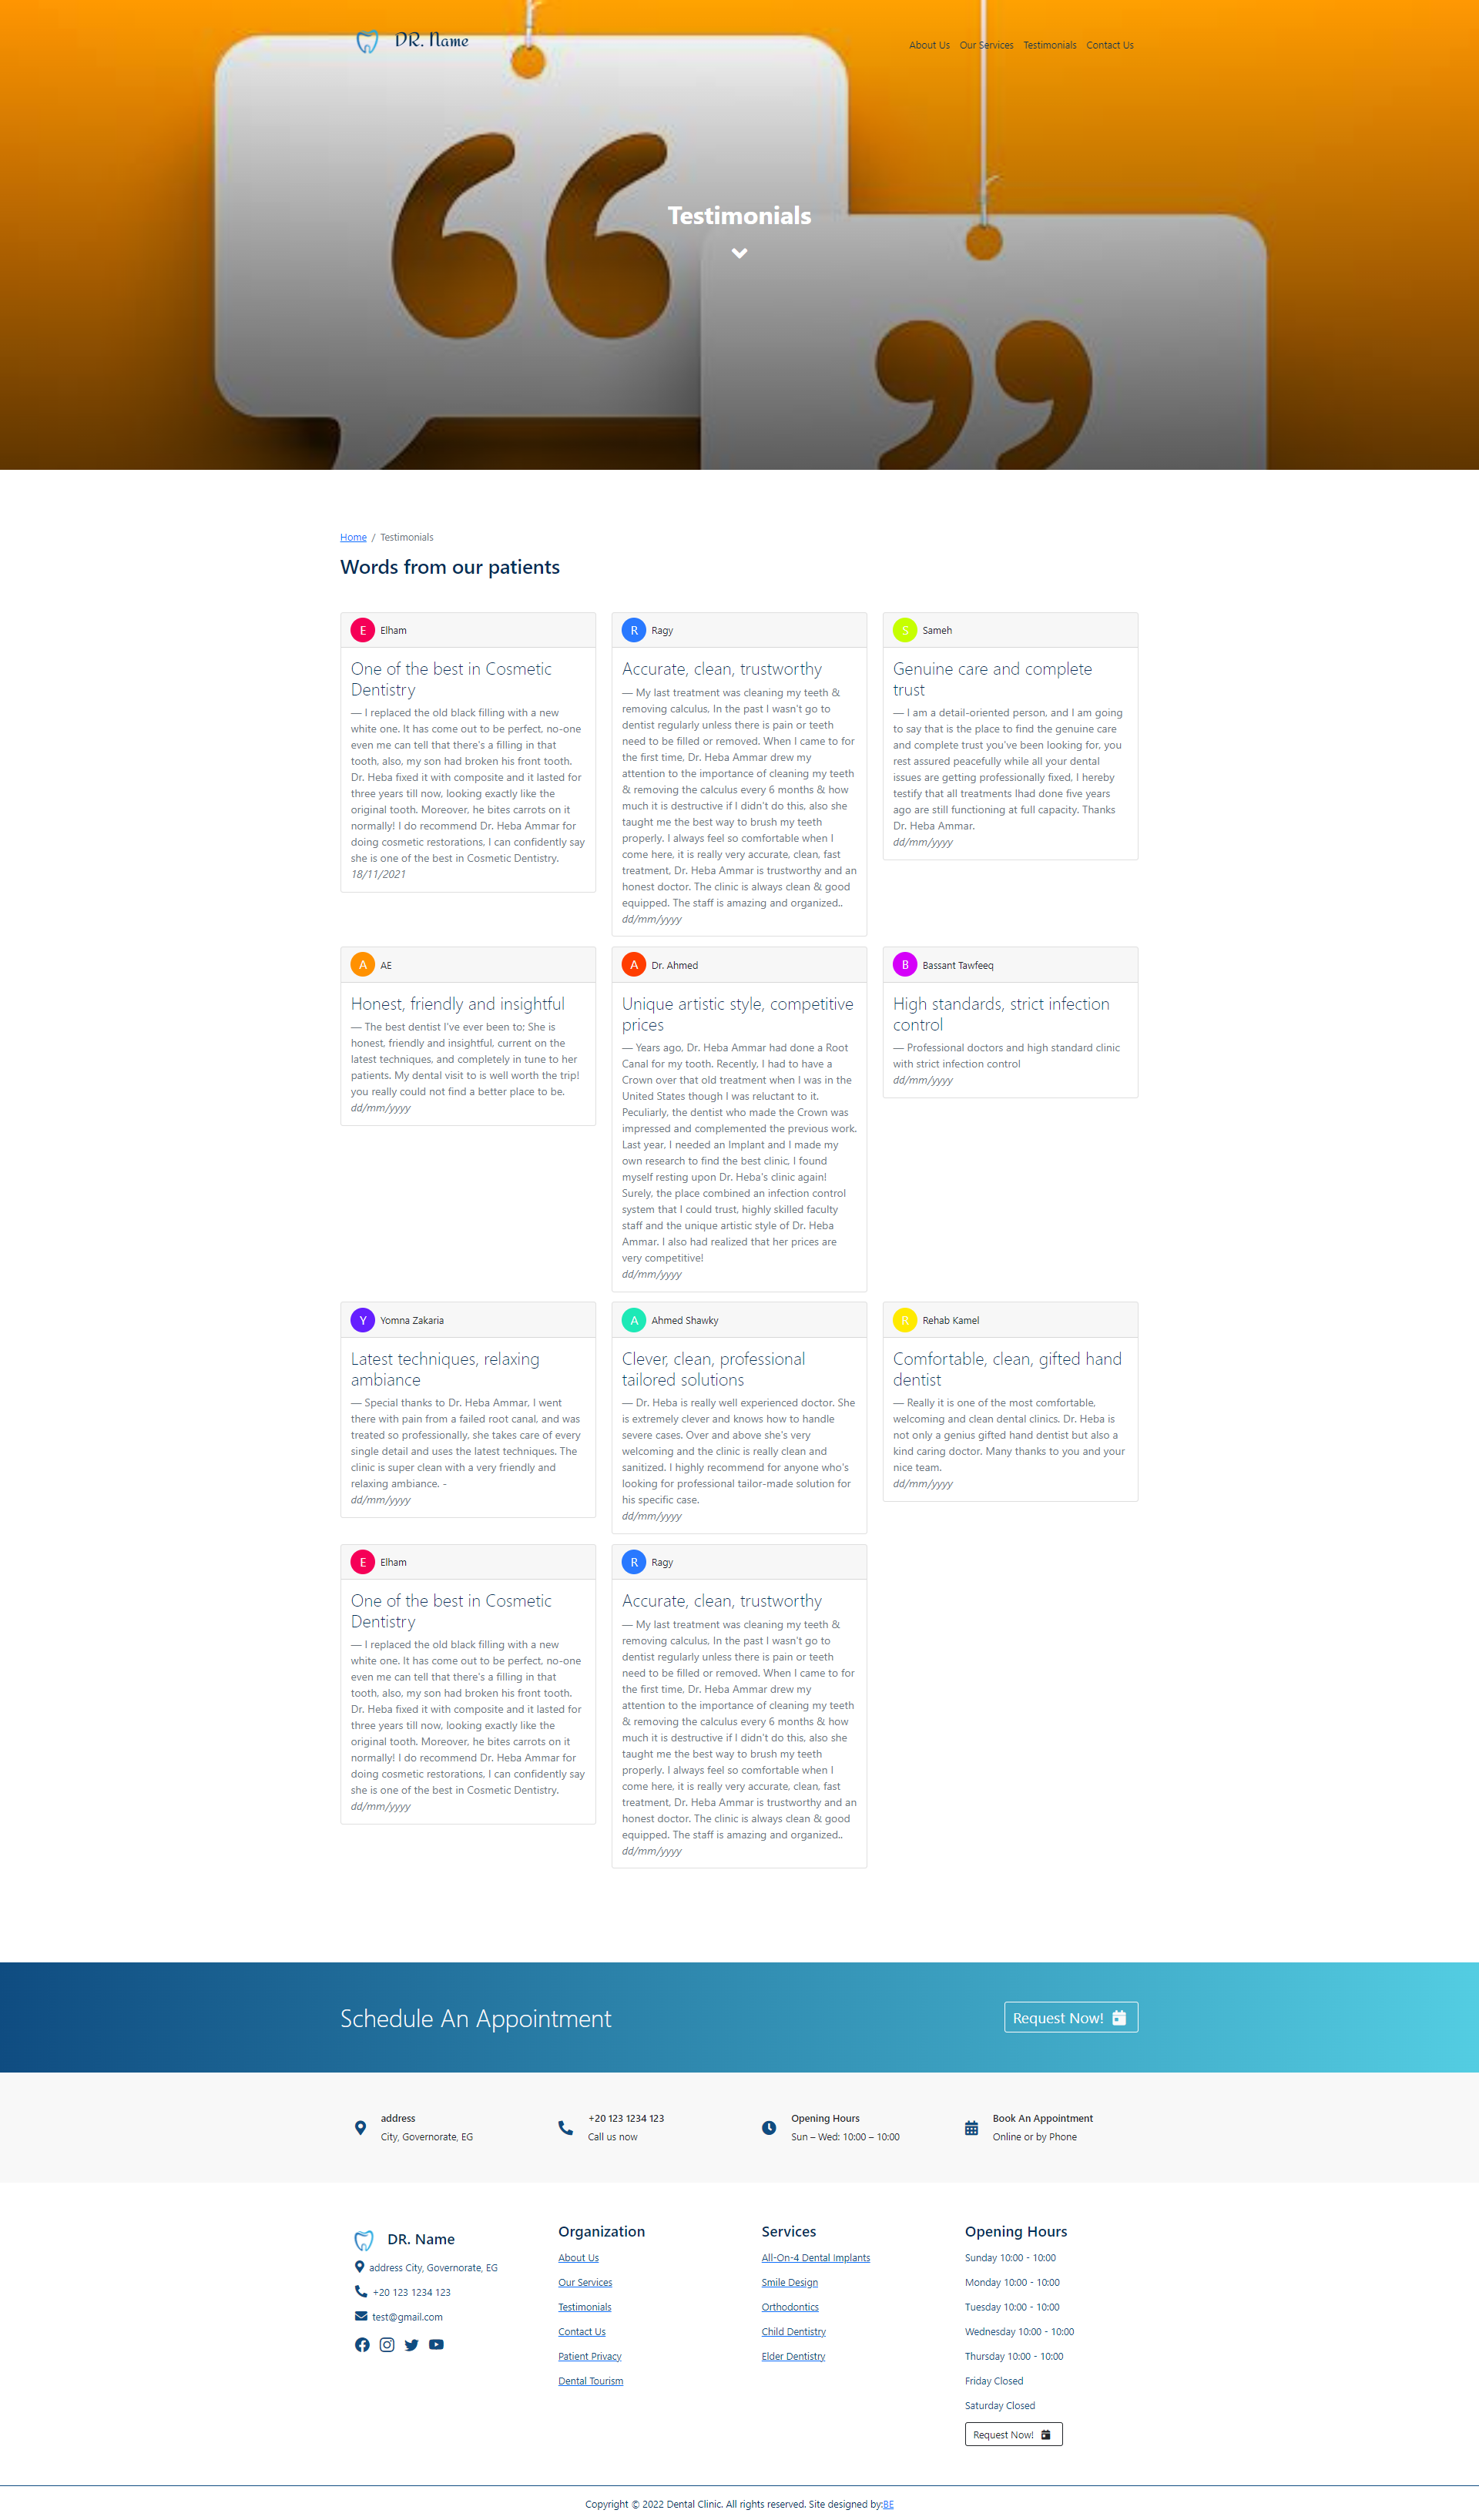 DR. Name
About Us Our Services Testimonials Contact Us
Testimonials
Home / Testimonials
Words from our patients
E Elham
One of the best in Cosmetic
Dentistry
— I replaced the old black filling with a new
white one. It has come out to be perfect, no-one
even me can tell that there's a filling in that
tooth, also, my son had broken his front tooth.
Dr. Heba fixed it with composite and it lasted for
three years till now, looking exactly like the
original tooth. Moreover, he bites carrots on it
normally! I do recommend Dr. Heba Ammar for
doing cosmetic restorations, I can confidently say
she is one of the best in Cosmetic Dentistry.
18/11/2021
R Ragy
Accurate, clean, trustworthy
— My last treatment was cleaning my teeth &
removing calculus, In the past I wasn't go to
dentist regularly unless there is pain or teeth
need to be filled or removed. When I came to for
the first time, Dr. Heba Ammar drew my
attention to the importance of cleaning my teeth
& removing the calculus every 6 months & how
much it is destructive if I didn't do this, also she
taught me the best way to brush my teeth
properly. I always feel so comfortable when I
come here, it is really very accurate, clean, fast
treatment, Dr. Heba Ammar is trustworthy and an
honest doctor. The clinic is always clean & good
equipped. The staff is amazing and organized..
dd/mm/yyyy
S Sameh
Genuine care and complete
trust
— I am a detail-oriented person, and I am going
to say that is the place to find the genuine care
and complete trust you've been looking for, you
rest assured peacefully while all your dental
issues are getting professionally fixed, I hereby
testify that all treatments Ihad done five years
ago are still functioning at full capacity. Thanks
Dr. Heba Ammar.
dd/mm/yyyy
A AE
Honest, friendly and insightful
— The best dentist I've ever been to; She is
honest, friendly and insightful, current on the
latest techniques, and completely in tune to her
patients. My dental visit to is well worth the trip!
you really could not find a better place to be.
dd/mm/yyyy
A Dr. Ahmed
Unique artistic style, competitive
prices
— Years ago, Dr. Heba Ammar had done a Root
Canal for my tooth. Recently, I had to have a
Crown over that old treatment when I was in the
United States though I was reluctant to it.
Peculiarly, the dentist who made the Crown was
impressed and complemented the previous work.
Last year, I needed an Implant and I made my
own research to find the best clinic, I found
myself resting upon Dr. Heba's clinic again!
Surely, the place combined an infection control
system that I could trust, highly skilled faculty
staff and the unique artistic style of Dr. Heba
Ammar. I also had realized that her prices are
very competitive!
dd/mm/yyyy
B Bassant Tawfeeq
High standards, strict infection
control
— Professional doctors and high standard clinic
with strict infection control
dd/mm/yyyy
Y Yomna Zakaria
Latest techniques, relaxing
ambiance
— Special thanks to Dr. Heba Ammar, I went
there with pain from a failed root canal, and was
treated so professionally, she takes care of every
single detail and uses the latest techniques. The
clinic is super clean with a very friendly and
relaxing ambiance. -
dd/mm/yyyy
A Ahmed Shawky
Clever, clean, professional
tailored solutions
— Dr. Heba is really well experienced doctor. She
is extremely clever and knows how to handle
severe cases. Over and above she's very
welcoming and the clinic is really clean and
sanitized. I highly recommend for anyone who's
looking for professional tailor-made solution for
his specific case.
dd/mm/yyyy
R Rehab Kamel
Comfortable, clean, gifted hand
dentist
— Really it is one of the most comfortable,
welcoming and clean dental clinics. Dr. Heba is
not only a genius gifted hand dentist but also a
kind caring doctor. Many thanks to you and your
nice team.
dd/mm/yyyy
E Elham
One of the best in Cosmetic
Dentistry
— I replaced the old black filling with a new
white one. It has come out to be perfect, no-one
even me can tell that there's a filling in that
tooth, also, my son had broken his front tooth.
Dr. Heba fixed it with composite and it lasted for
three years till now, looking exactly like the
original tooth. Moreover, he bites carrots on it
normally! I do recommend Dr. Heba Ammar for
doing cosmetic restorations, I can confidently say
she is one of the best in Cosmetic Dentistry.
dd/mm/yyyy
R Ragy
Accurate, clean, trustworthy
— My last treatment was cleaning my teeth &
removing calculus, In the past I wasn't go to
dentist regularly unless there is pain or teeth
need to be filled or removed. When I came to for
the first time, Dr. Heba Ammar drew my
attention to the importance of cleaning my teeth
& removing the calculus every 6 months & how
much it is destructive if I didn't do this, also she
taught me the best way to brush my teeth
properly. I always feel so comfortable when I
come here, it is really very accurate, clean, fast
treatment, Dr. Heba Ammar is trustworthy and an
honest doctor. The clinic is always clean & good
equipped. The staff is amazing and organized..
dd/mm/yyyy
Schedule An Appointment
Request Now!
address
City, Governorate, EG
+20 123 1234 123
Call us now
Opening Hours
Sun – Wed: 10:00 – 10:00
Book An Appointment
Online or by Phone
DR. Name
address City, Governorate, EG
+20 123 1234 123
test@gmail.com
Organization
About Us
Our Services
Testimonials
Contact Us
Patient Privacy
Dental Tourism
Services
All-On-4 Dental Implants
Smile Design
Orthodontics
Child Dentistry
Elder Dentistry
Opening Hours
Sunday 10:00 - 10:00
Monday 10:00 - 10:00
Tuesday 10:00 - 10:00
Wednesday 10:00 - 10:00
Thursday 10:00 - 10:00
Friday Closed
Saturday Closed
Request Now!
Copyright © 2022 Dental Clinic. All rights reserved. Site designed by:BE